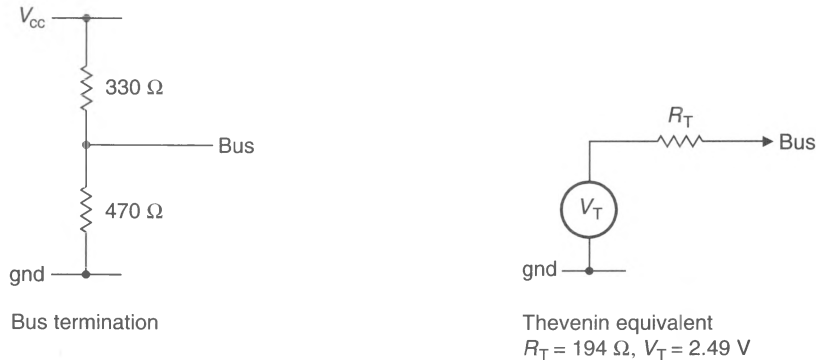 Vcc
330 Ω
Bus
470 Ω
gnd
Bus termination
RT
Bus
VT
gnd
Thevenin equivalent
RT = 194 Ω, VT = 2.49 V